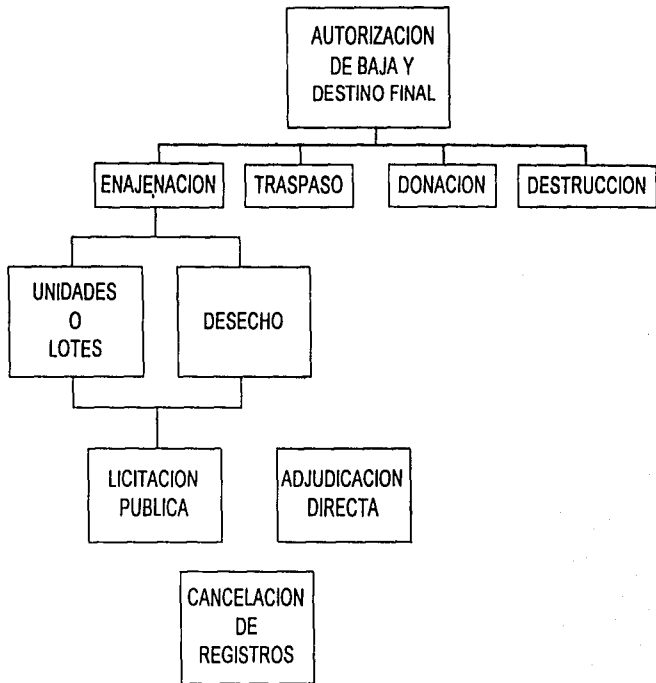 AUTORIZACION
DE BAJA Y
DESTINO FINAL
ENAJENACION
TRASPASO
DONACION
DESTRUCCION
UNIDADES
O
LOTES
DESECHO
LICITACION
PUBLICA
ADJUDICACION
DIRECTA
CANCELACION
DE
REGISTROS